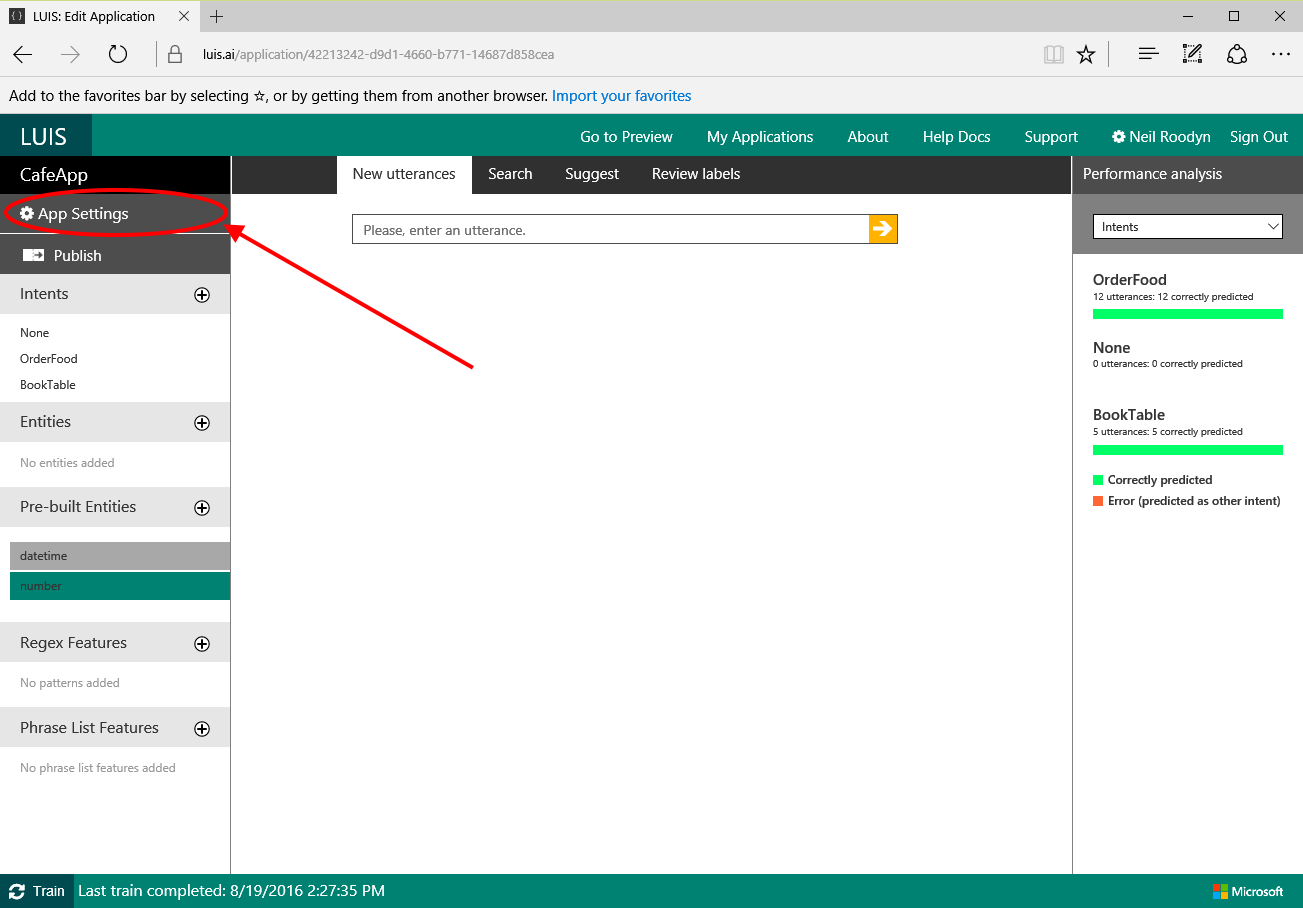 LUIS: Edit Application
luis.ai/application/42213242-d9d1-4660-b771-14687d858cea
Add to the favorites bar by selecting ☆, or by getting them from another browser. Import your favorites
LUIS
Go to Preview
My Applications
About
Help Docs
Support
Neil Roodyn
Sign Out
CafeApp
App Settings
Publish
Intents
None
OrderFood
BookTable
Entities
No entities added
Pre-built Entities
datetime
number
Regex Features
No patterns added
Phrase List Features
No phrase list features added
New utterances
Search
Suggest
Review labels
Please, enter an utterance.
Performance analysis
Intents
OrderFood
12 utterances: 12 correctly predicted
None
0 utterances: 0 correctly predicted
BookTable
5 utterances: 5 correctly predicted
Correctly predicted
Error (predicted as other intent)
Train
Last train completed: 8/19/2016 2:27:35 PM
Microsoft